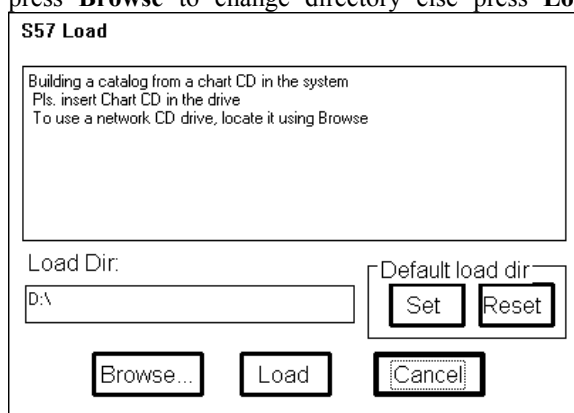 press Browse to change directory else press Lo
S57 Load
Building a catalog from a chart CD in the system
Pls. insert Chart CD in the drive
To use a network CD drive, locate it using Browse
Load Dir:
Default load dir
D:\
Set Reset
Browse... Load Cancel